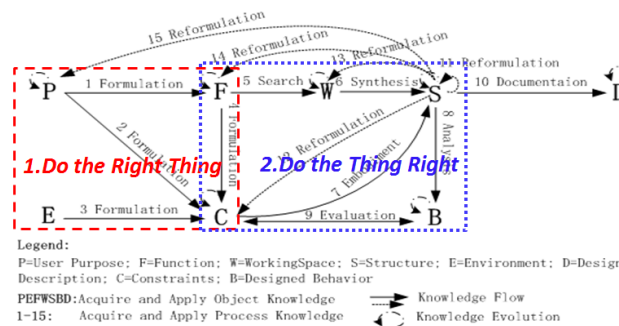 15 Reformulation
14 Reformulation
13 Reformulation
11 Reformulation
P
1 Formulation
F
5 Search
W
6 Synthesis
S
10 Documentaion
2 Formulation
4 Formulation
12 Reformulation
7 Embodiment
8 Analysis
1.Do the Right Thing
2.Do the Thing Right
E
3 Formulation
C
9 Evaluation
B
Legend:
P=User Purpose; F=Function; W=WorkingSpace; S=Structure; E=Environment; D=Design
Description; C=Constraints; B=Designed Behavior
PEFWSBD:Acquire and Apply Object Knowledge
Knowledge Flow
1-15: Acquire and Apply Process Knowledge
Knowledge Evolution